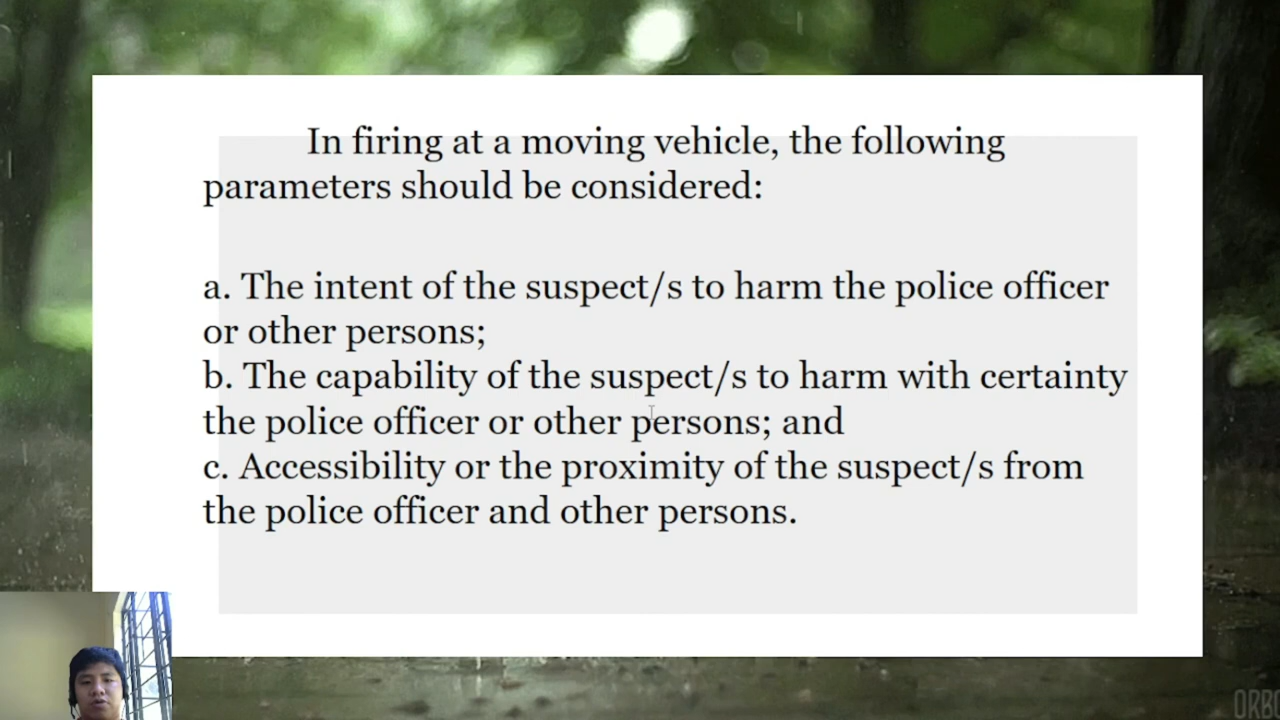 In firing at a moving vehicle, the following
parameters should be considered:
a. The intent of the suspect/s to harm the police officer
or other persons;
b. The capability of the suspect/s to harm with certainty
the police officer or other persons; and
c. Accessibility or the proximity of the suspect/s from
the police officer and other persons.